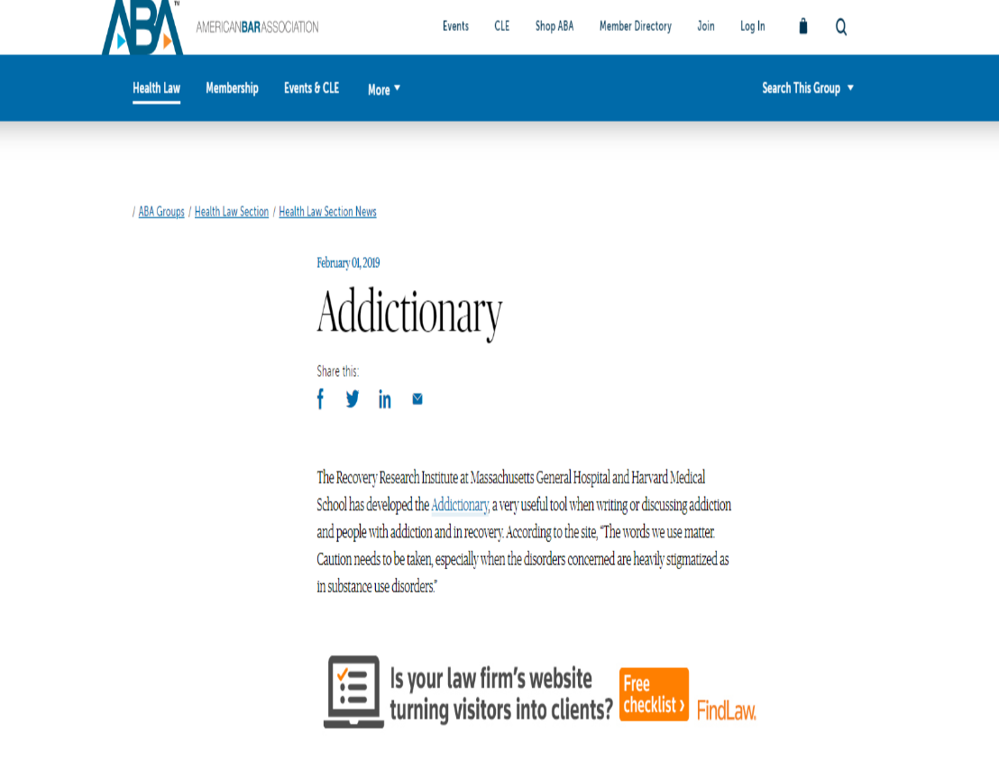 ABA™ AMERICANBARASSOCIATION Events CLE Shop ABA Member Directory Join Log In
Health Law Membership Events & CLE More Search This Group
/ ABA Groups / Health Law Section / Health Law Section News
February 01, 2019
Addictionary
Share this:
The Recovery Research Institute at Massachusetts General Hospital and Harvard Medical
School has developed the Addictionary, a very useful tool when writing or discussing addiction
and people with addiction and in recovery. According to the site, “The words we use matter.
Caution needs to be taken, especially when the disorders concerned are heavily stigmatized as
in substance use disorders.”
Is your law firm's website
turning visitors into clients?
Free
checklist ›
FindLaw.